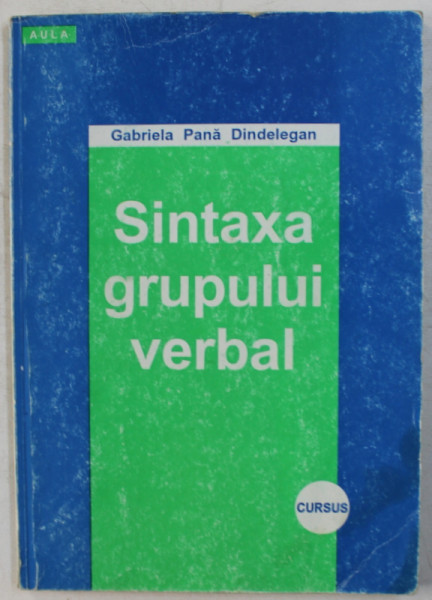 AULA
Gabriela Pană Dindelegan
Sintaxa
grupului
verbal
CURSUS